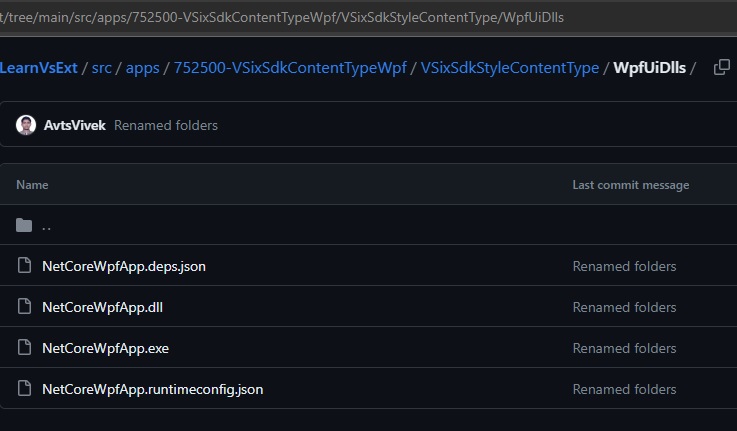 t/tree/main/src/apps/752500-VSixSdkContentTypeWpf/VSixSdkStyleContentType/WpfUiDlls
LearnVsExt / src / apps / 752500-VSixSdkContentTypeWpf / VSixSdkStyleContentType / WpfUiDlls /
AvtsVivek Renamed folders
Name Last commit message
..
NetCoreWpfApp.deps.json Renamed folders
NetCoreWpfApp.dll Renamed folders
NetCoreWpfApp.exe Renamed folders
NetCoreWpfApp.runtimeconfig.json Renamed folders